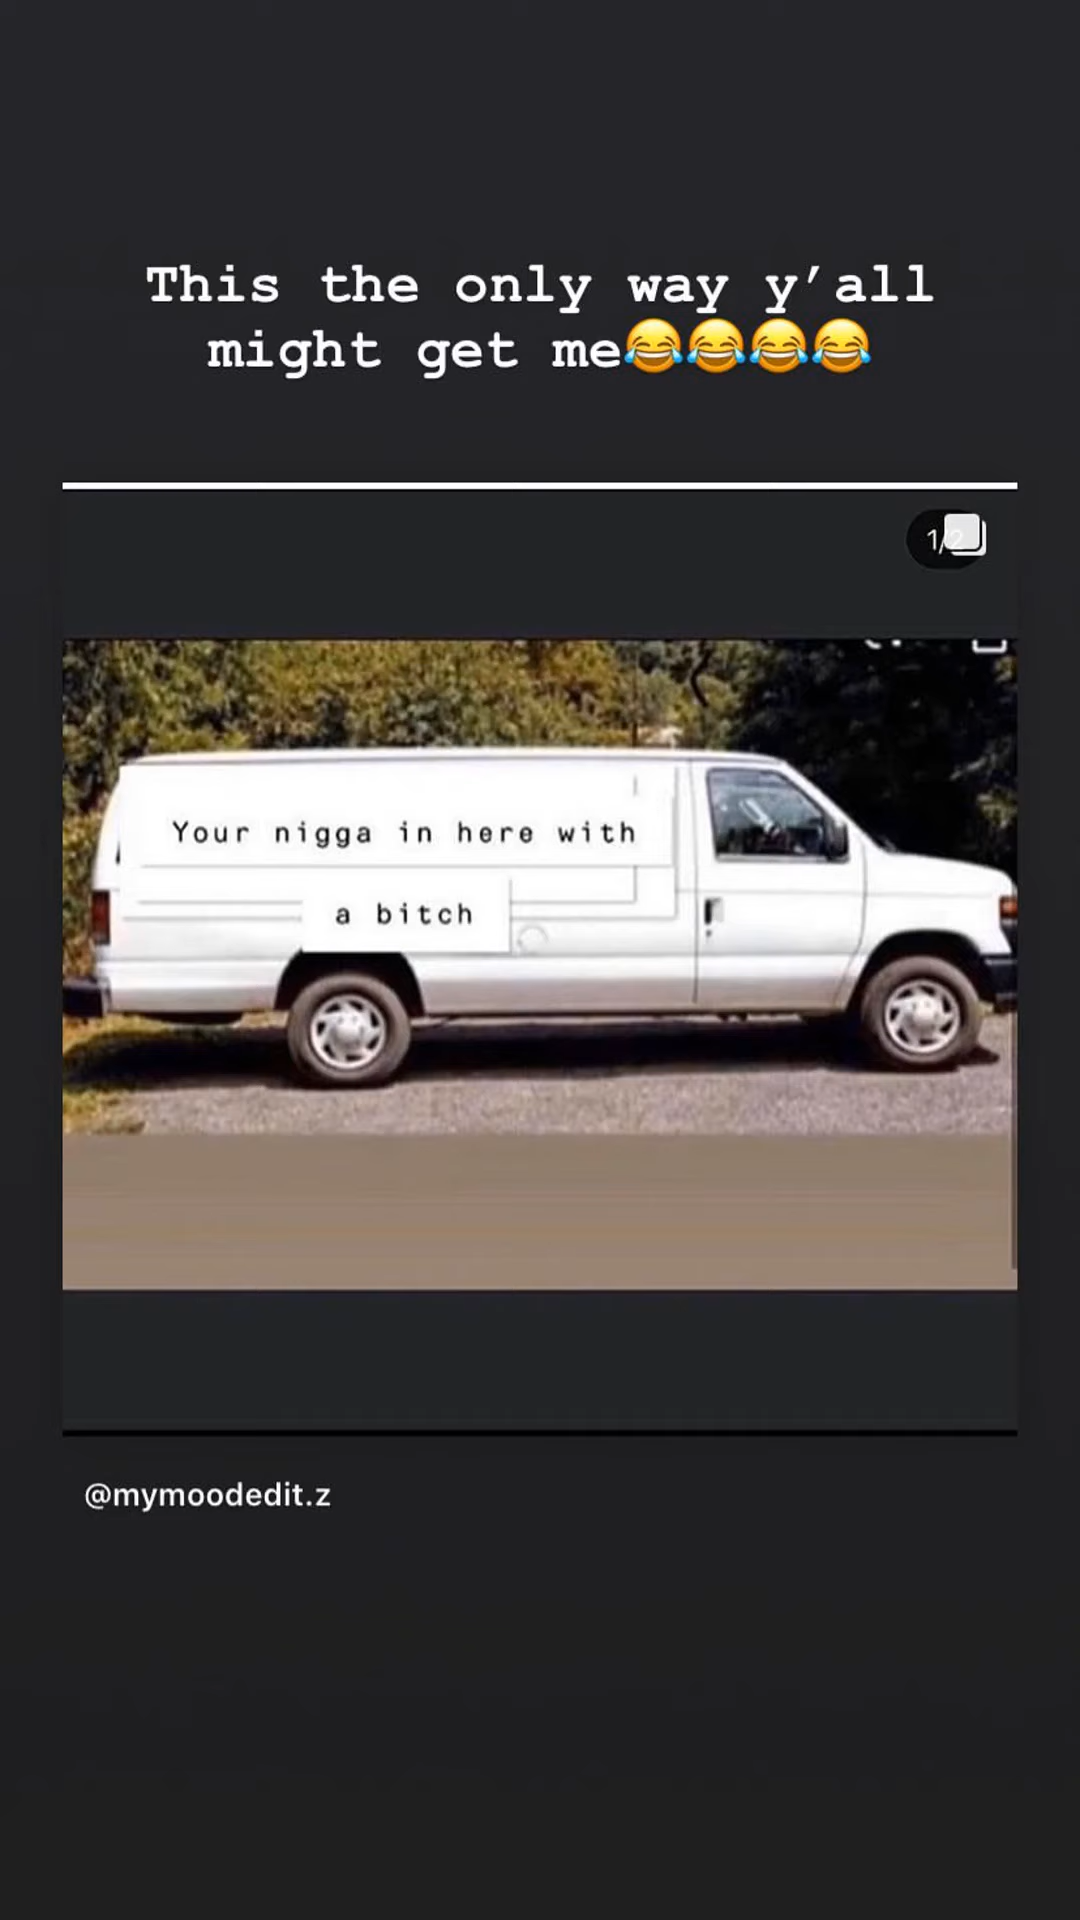 This the only way y'all
might get me😂😂😂😂
1/2
Your nigga in here with
a bitch
@mymoodedit.z